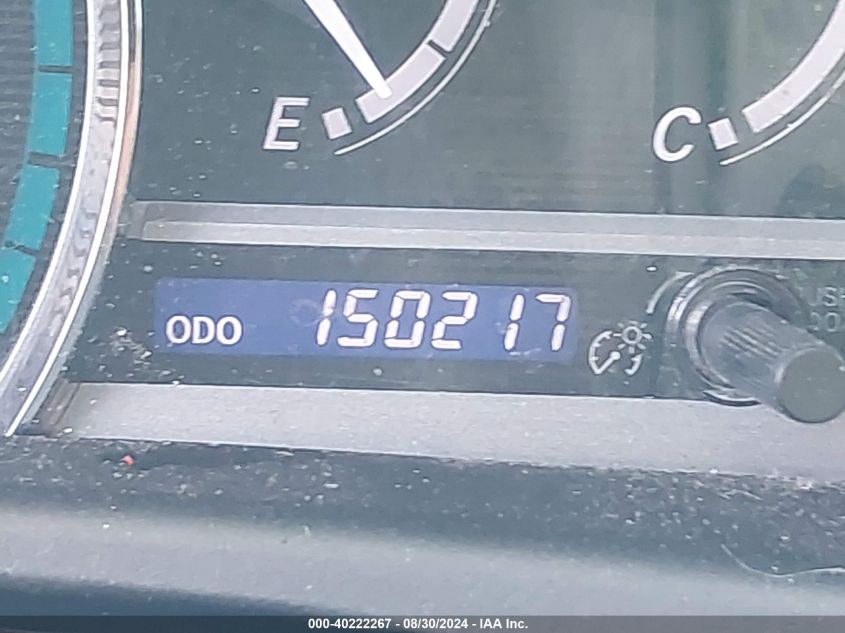 E
C
ODO 150217
000-40222267 - 08/30/2024 - IAA Inc.